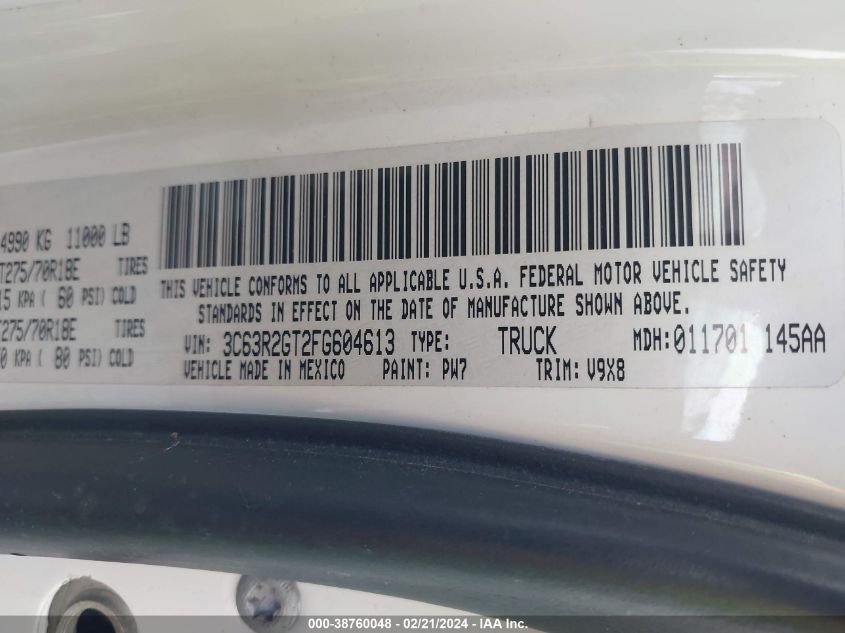 4990 KG 11000 LB
T275/70R18E TIRES
15 KPA ( 60 PSI) COLD
275/70R18E TIRES
0 KPA ( 80 PSI) COLD
THIS VEHICLE CONFORMS TO ALL APPLICABLE U.S.A. FEDERAL MOTOR VEHICLE SAFETY
STANDARDS IN EFFECT ON THE DATE OF MANUFACTURE SHOWN ABOVE.
VIN: 3C63R2GT2FG604613 TYPE: TRUCK MDH: 011701 145AA
VEHICLE MADE IN MEXICO PAINT: PW7 TRIM: V9X8
000-38760048 - 02/21/2024 - IAA Inc.